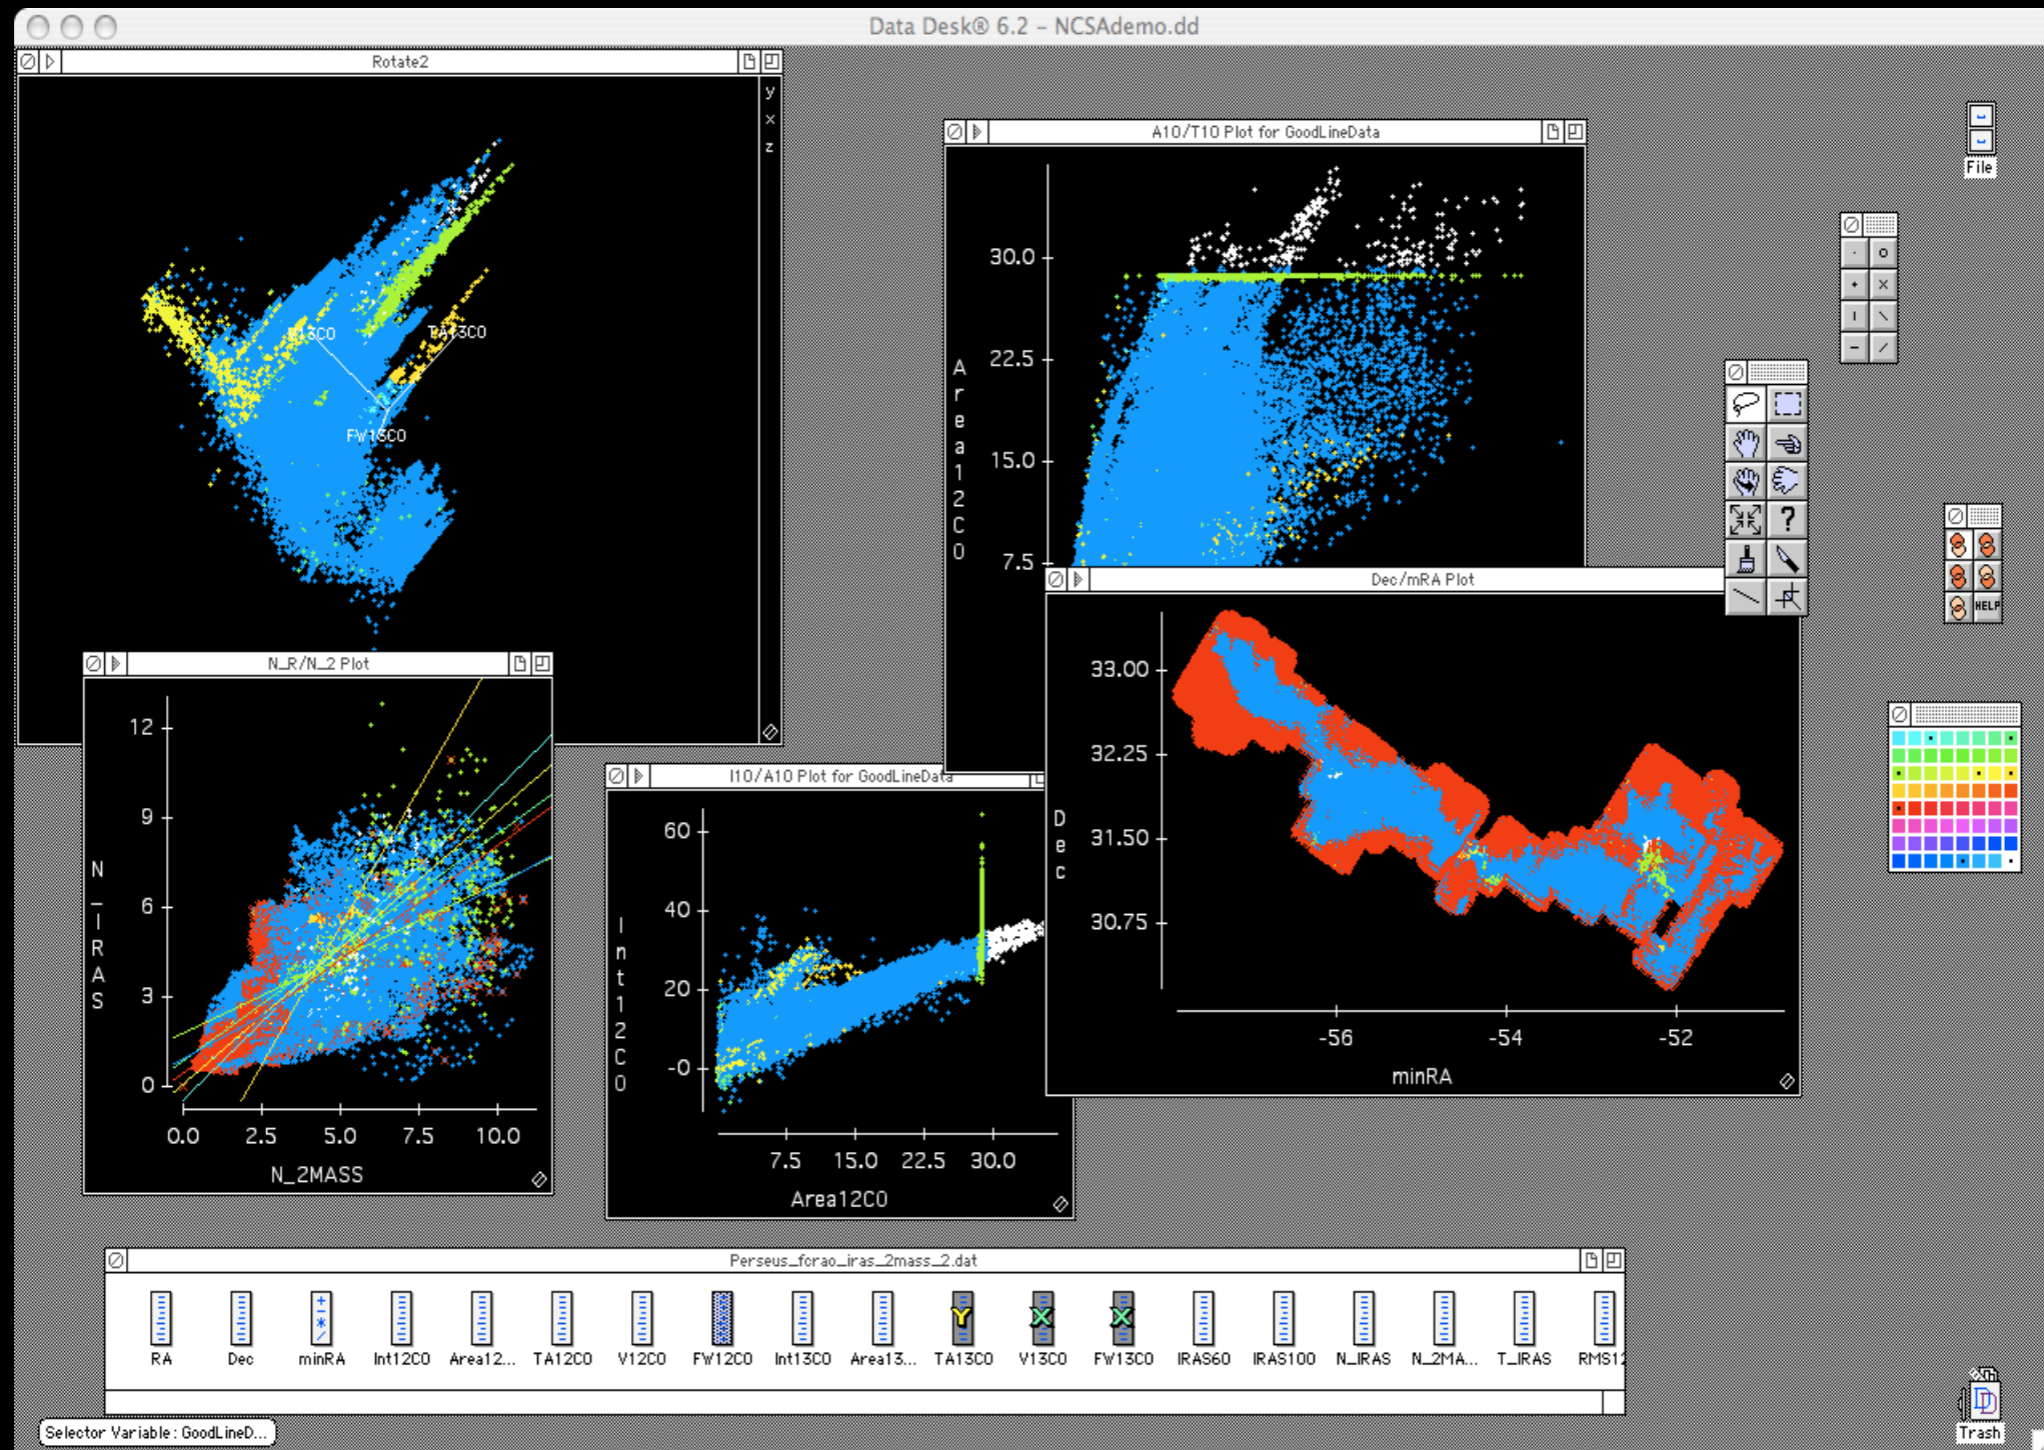 Data Desk® 6.2 – NCSAdemo.dd
Rotate2
y
x
z
V13CO
TA13CO
FW13CO
A10/T10 Plot for GoodLineData
30.0
22.5
15.0
7.5
Area12CO
File
HELP
N_R/N_2 Plot
12
9
6
3
0
N_IRAS
0.0 2.5 5.0 7.5 10.0
N_2MASS
I10/A10 Plot for GoodLineData
60
40
20
-0
Int12CO
7.5 15.0 22.5 30.0
Area12CO
Dec/mRA Plot
33.00
32.25
31.50
30.75
Dec
-56 -54 -52
minRA
Perseus_fcrao_iras_2mass_2.dat
Y X X
RA Dec minRA Int12CO Area12... TA12CO V12CO FW12CO Int13CO Area13... TA13CO V13CO FW13CO IRAS60 IRAS100 N_IRAS N_2MA... T_IRAS RMS12
Selector Variable: GoodLineD...
Trash